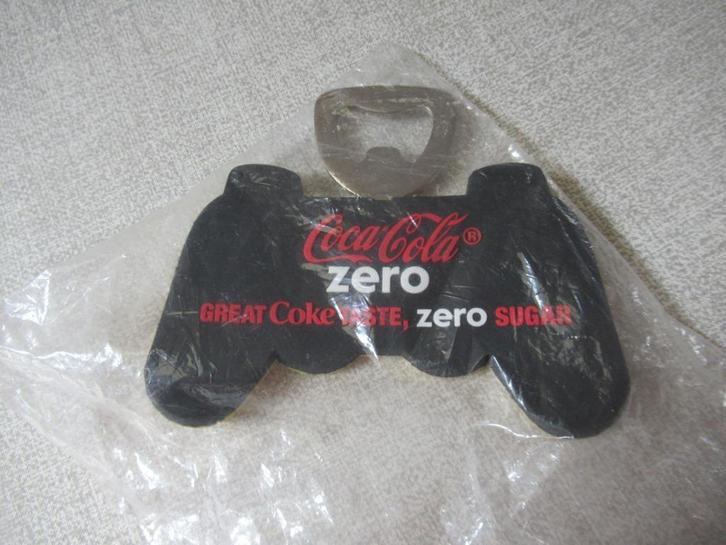 Coca-Cola®
zero
GREAT Coke TASTE, zero SUGAR